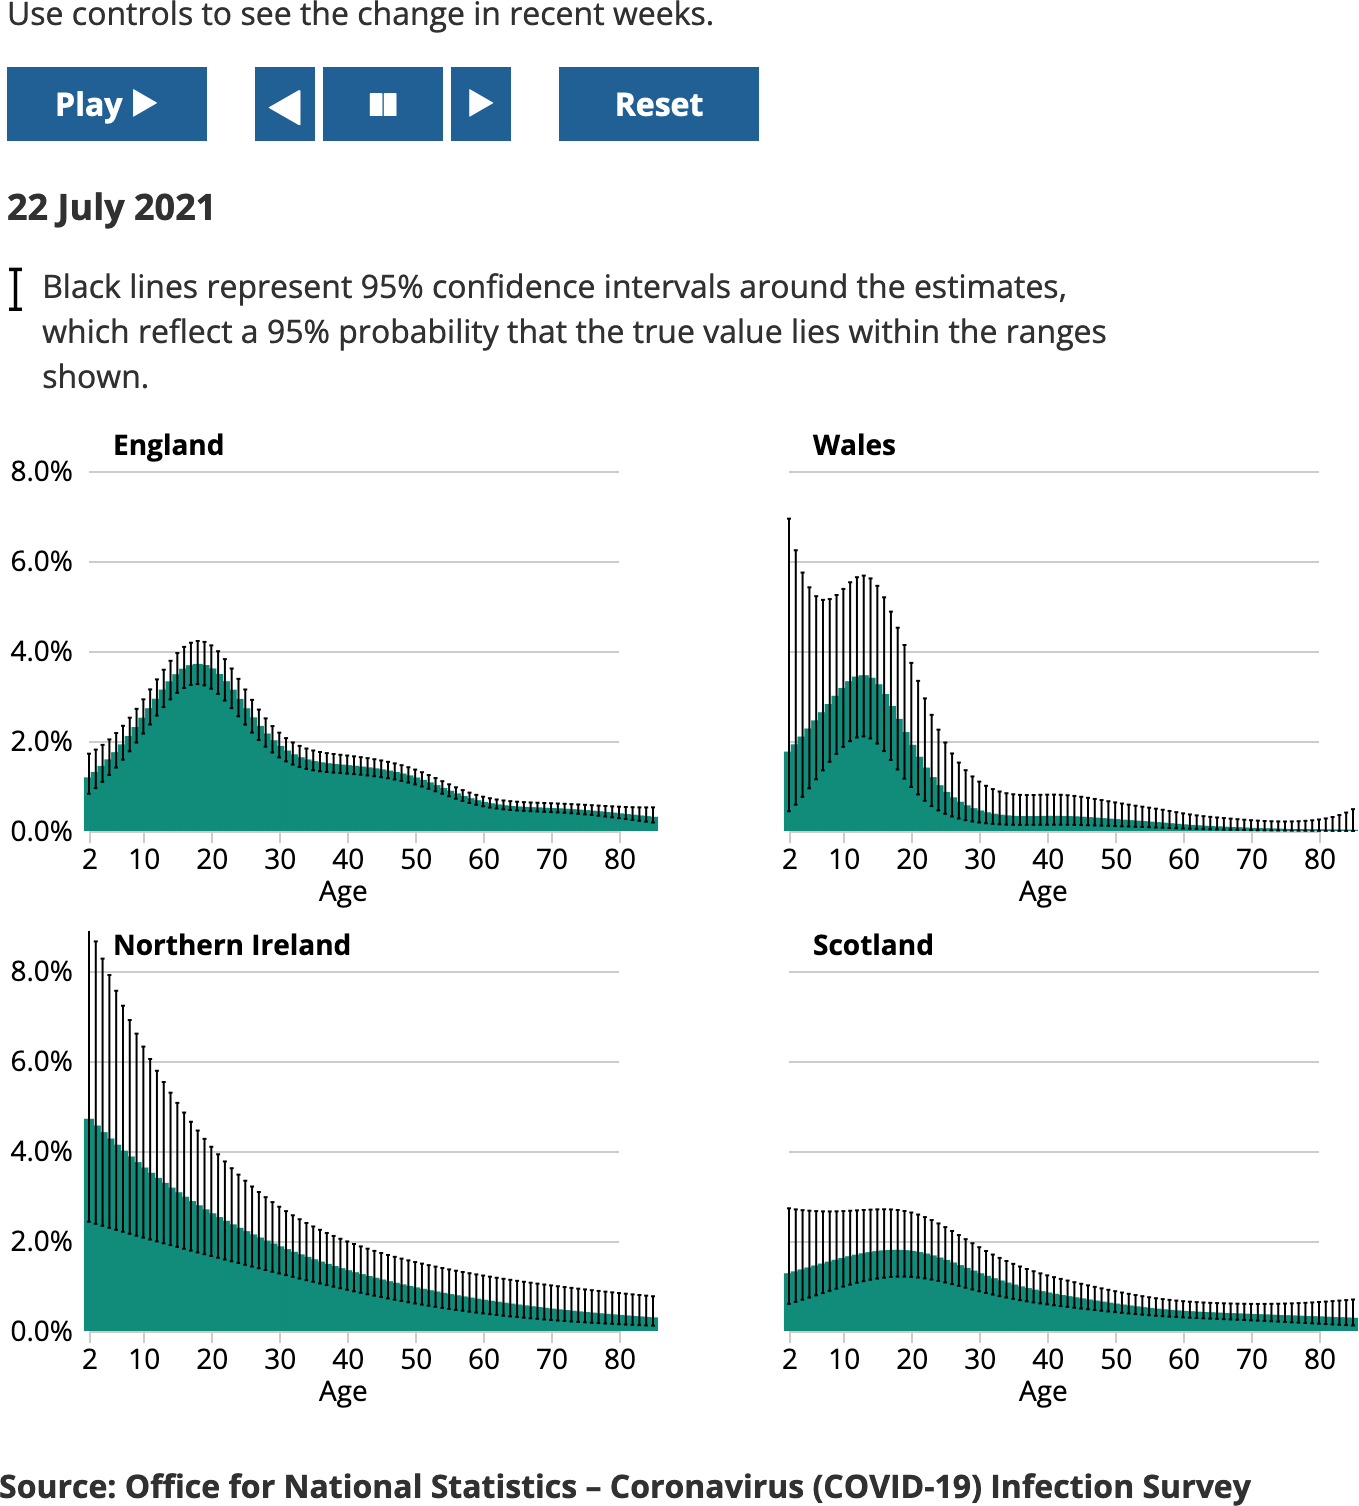 Use controls to see the change in recent weeks.
Play ▶ ◀ ▶ Reset
22 July 2021
Black lines represent 95% confidence intervals around the estimates,
which reflect a 95% probability that the true value lies within the ranges
shown.
England Wales
8.0%
6.0%
4.0%
2.0%
0.0%
2 10 20 30 40 50 60 70 80 2 10 20 30 40 50 60 70 80
Age Age
Northern Ireland Scotland
8.0%
6.0%
4.0%
2.0%
0.0%
2 10 20 30 40 50 60 70 80 2 10 20 30 40 50 60 70 80
Age Age
Source: Office for National Statistics – Coronavirus (COVID-19) Infection Survey